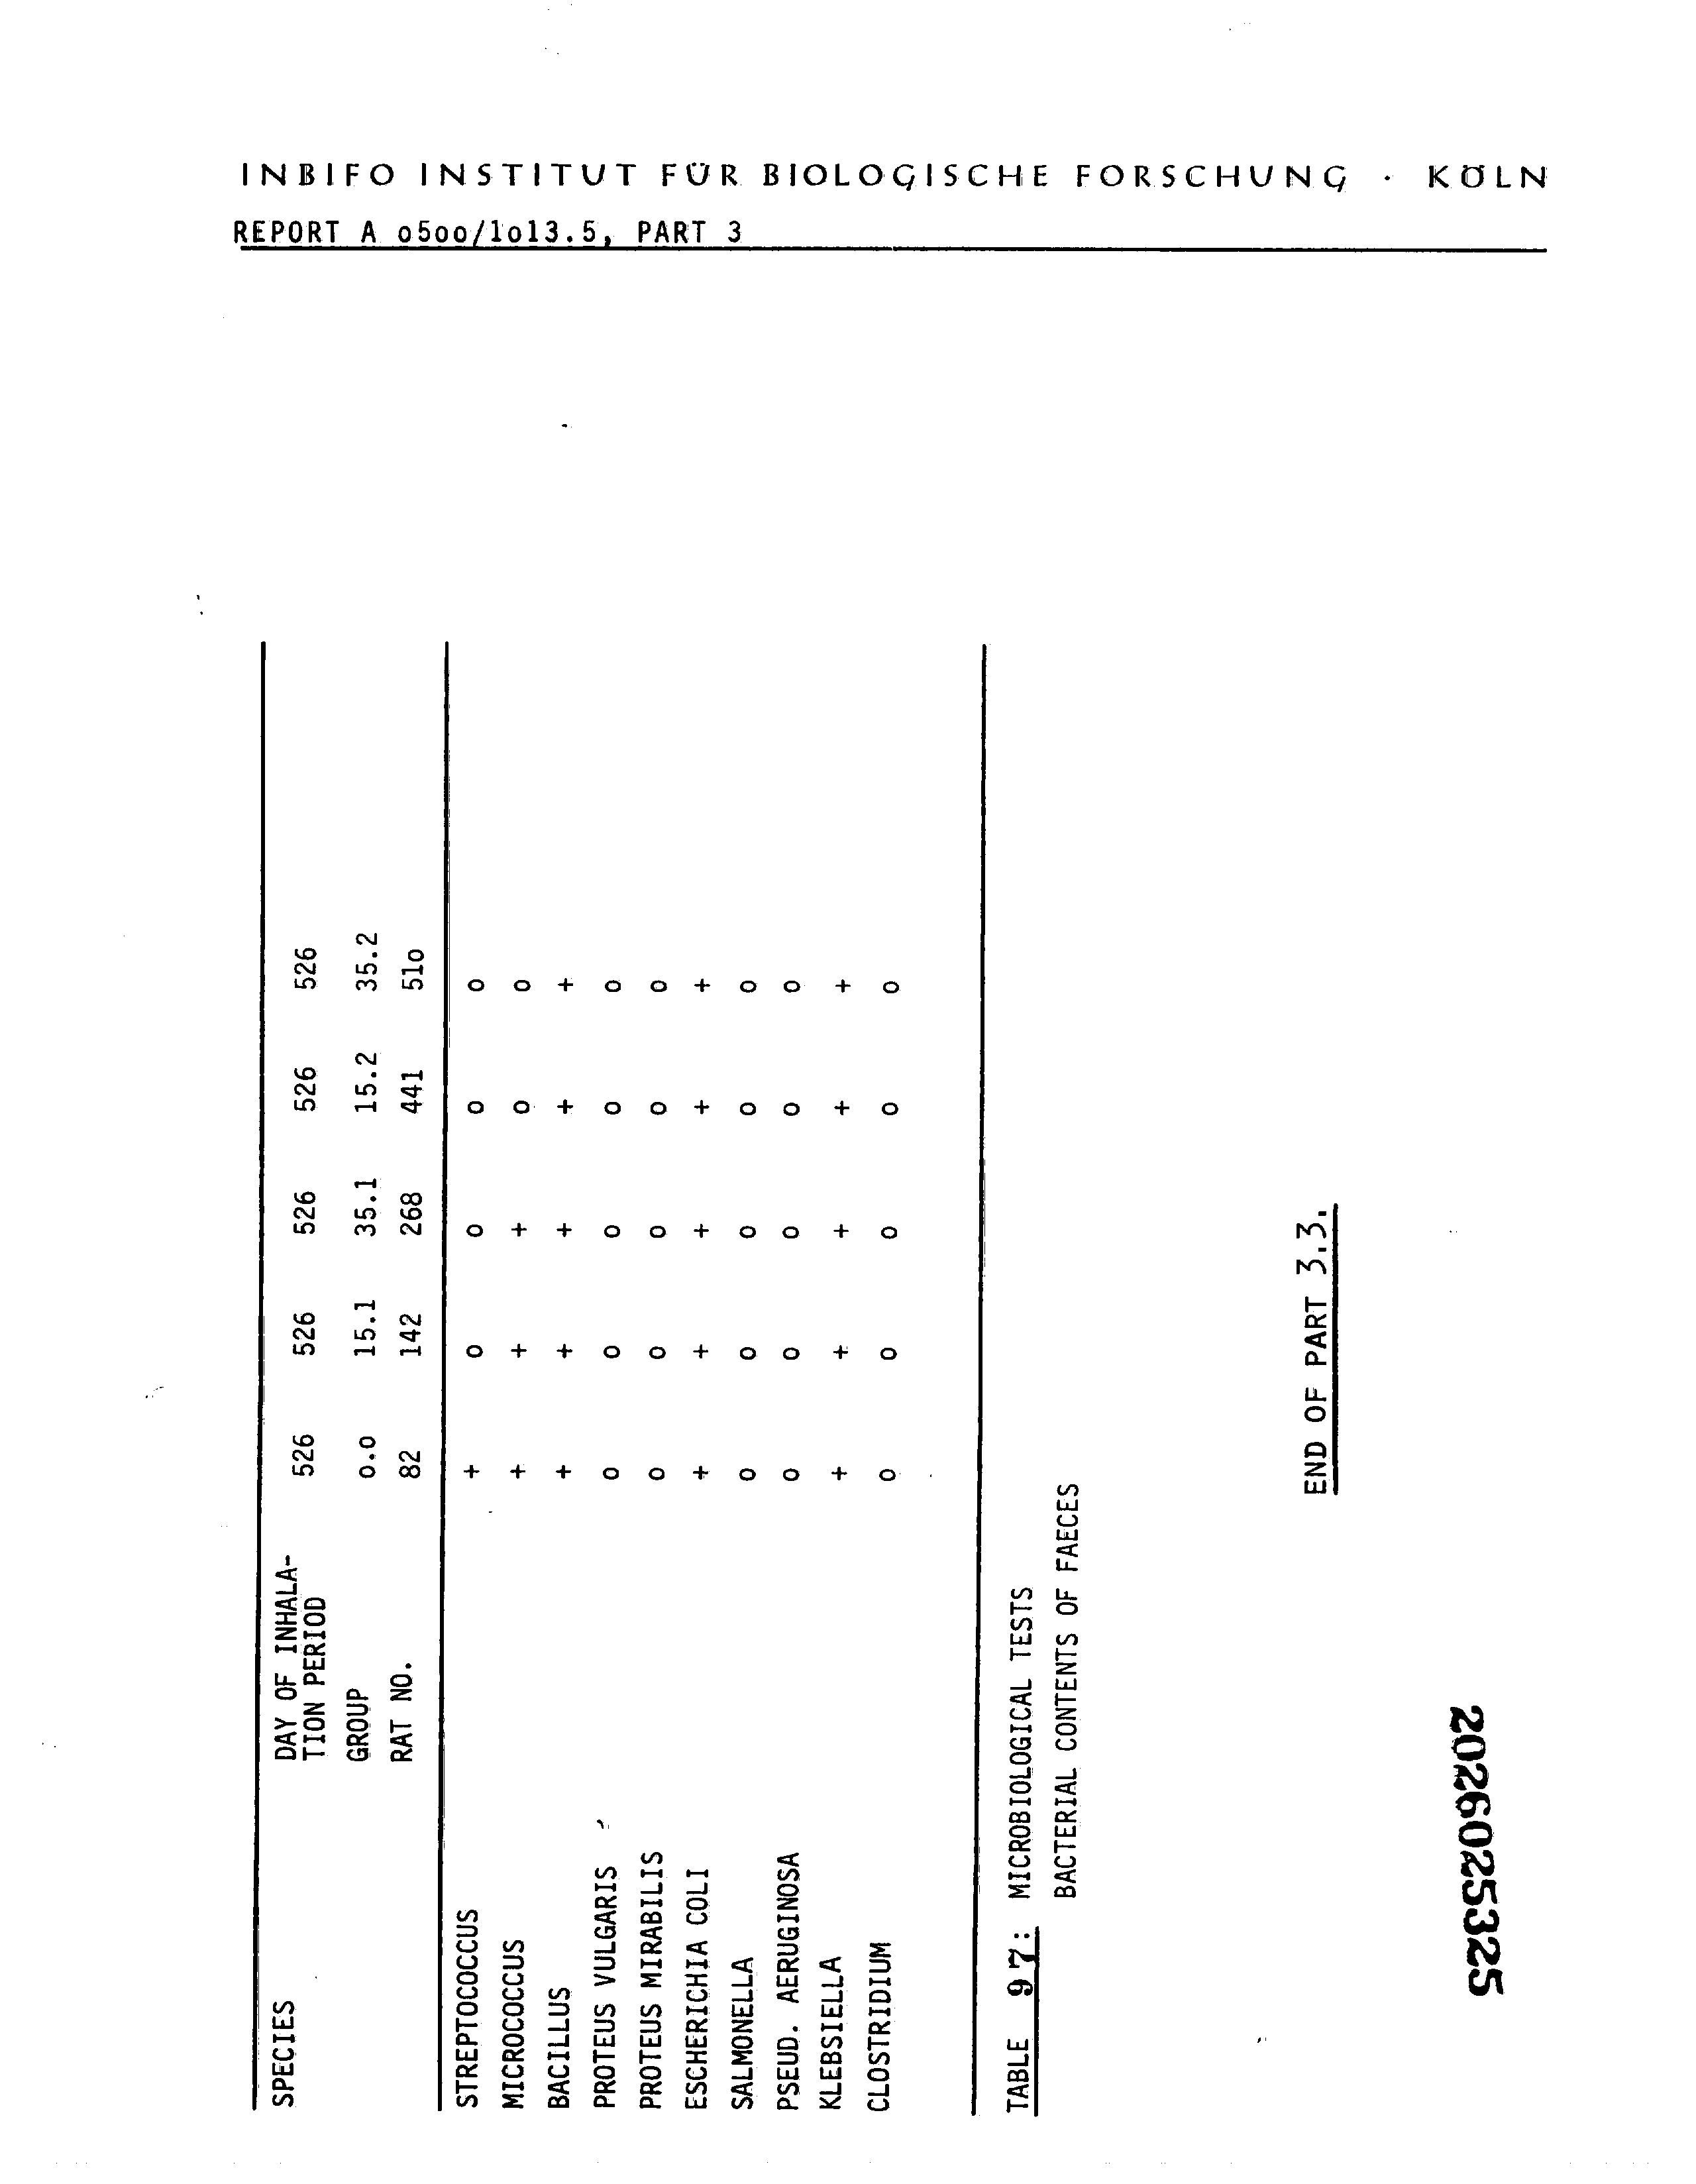 INBIFO INSTITUT FÜR BIOLOGISCHE FORSCHUNG · KÖLN
REPORT A o5oo/1o13.5, PART 3
SPECIES DAY OF INHALA- 526 526 526 526 526
TION PERIOD
GROUP o.o 15.1 35.1 15.2 35.2
RAT NO. 82 142 268 441 51o
STREPTOCOCCUS + o o o o
MICROCOCCUS + + + o o
BACILLUS + + + + +
PROTEUS VULGARIS o o o o o
PROTEUS MIRABILIS o o o o o
ESCHERICHIA COLI + + + + +
SALMONELLA o o o o o
PSEUD. AERUGINOSA o o o o o
KLEBSIELLA + + + + +
CLOSTRIDIUM o o o o o
TABLE 97: MICROBIOLOGICAL TESTS
BACTERIAL CONTENTS OF FAECES
END OF PART 3.3.
2026025325